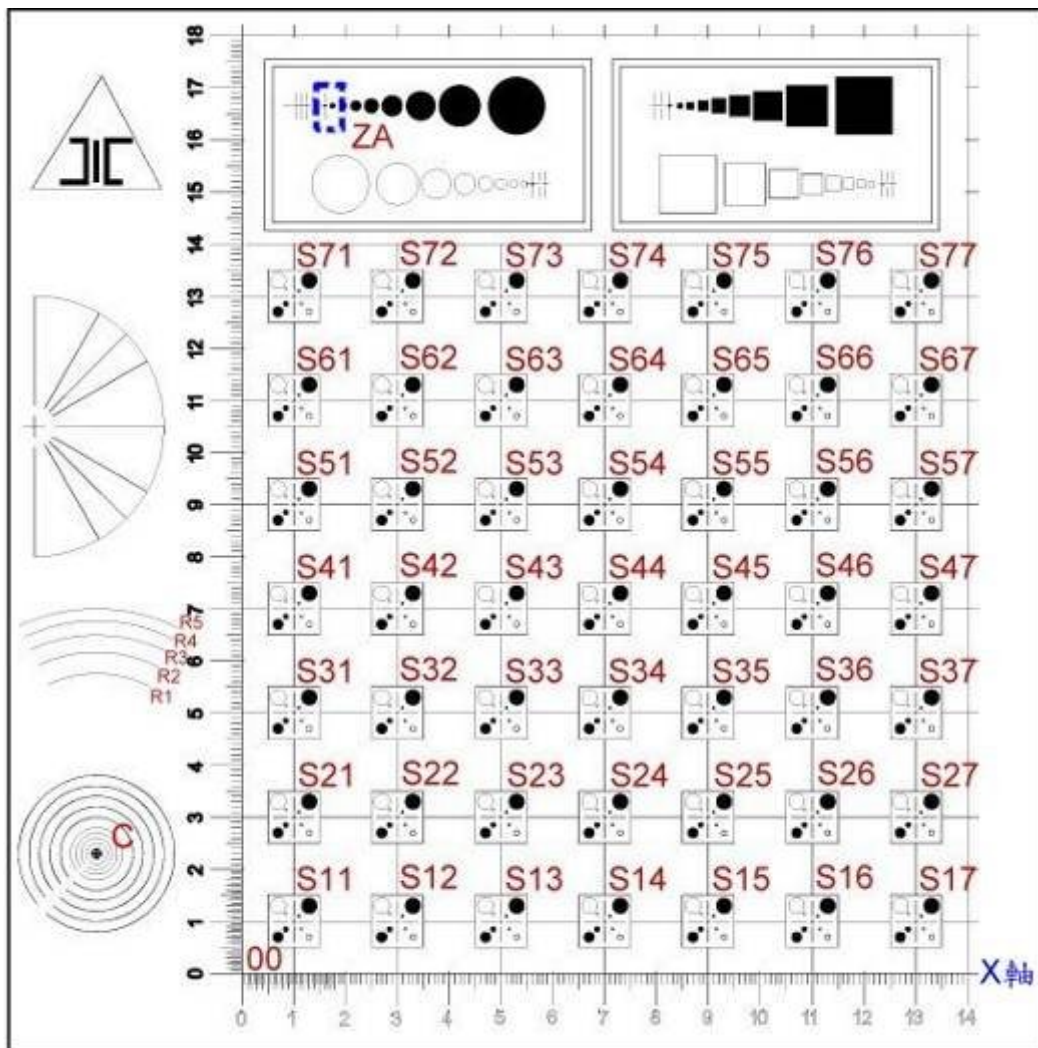 18
17
16
ZA
15
14
S71 S72 S73 S74 S75 S76 S77
13
12
S61 S62 S63 S64 S65 S66 S67
11
10
S51 S52 S53 S54 S55 S56 S57
9
8
S41 S42 S43 S44 S45 S46 S47
7
R5
R4
R3
6
R2
R1
S31 S32 S33 S34 S35 S36 S37
5
4
S21 S22 S23 S24 S25 S26 S27
3
C
2
S11 S12 S13 S14 S15 S16 S17
1
00
0
X軸
0 1 2 3 4 5 6 7 8 9 10 11 12 13 14